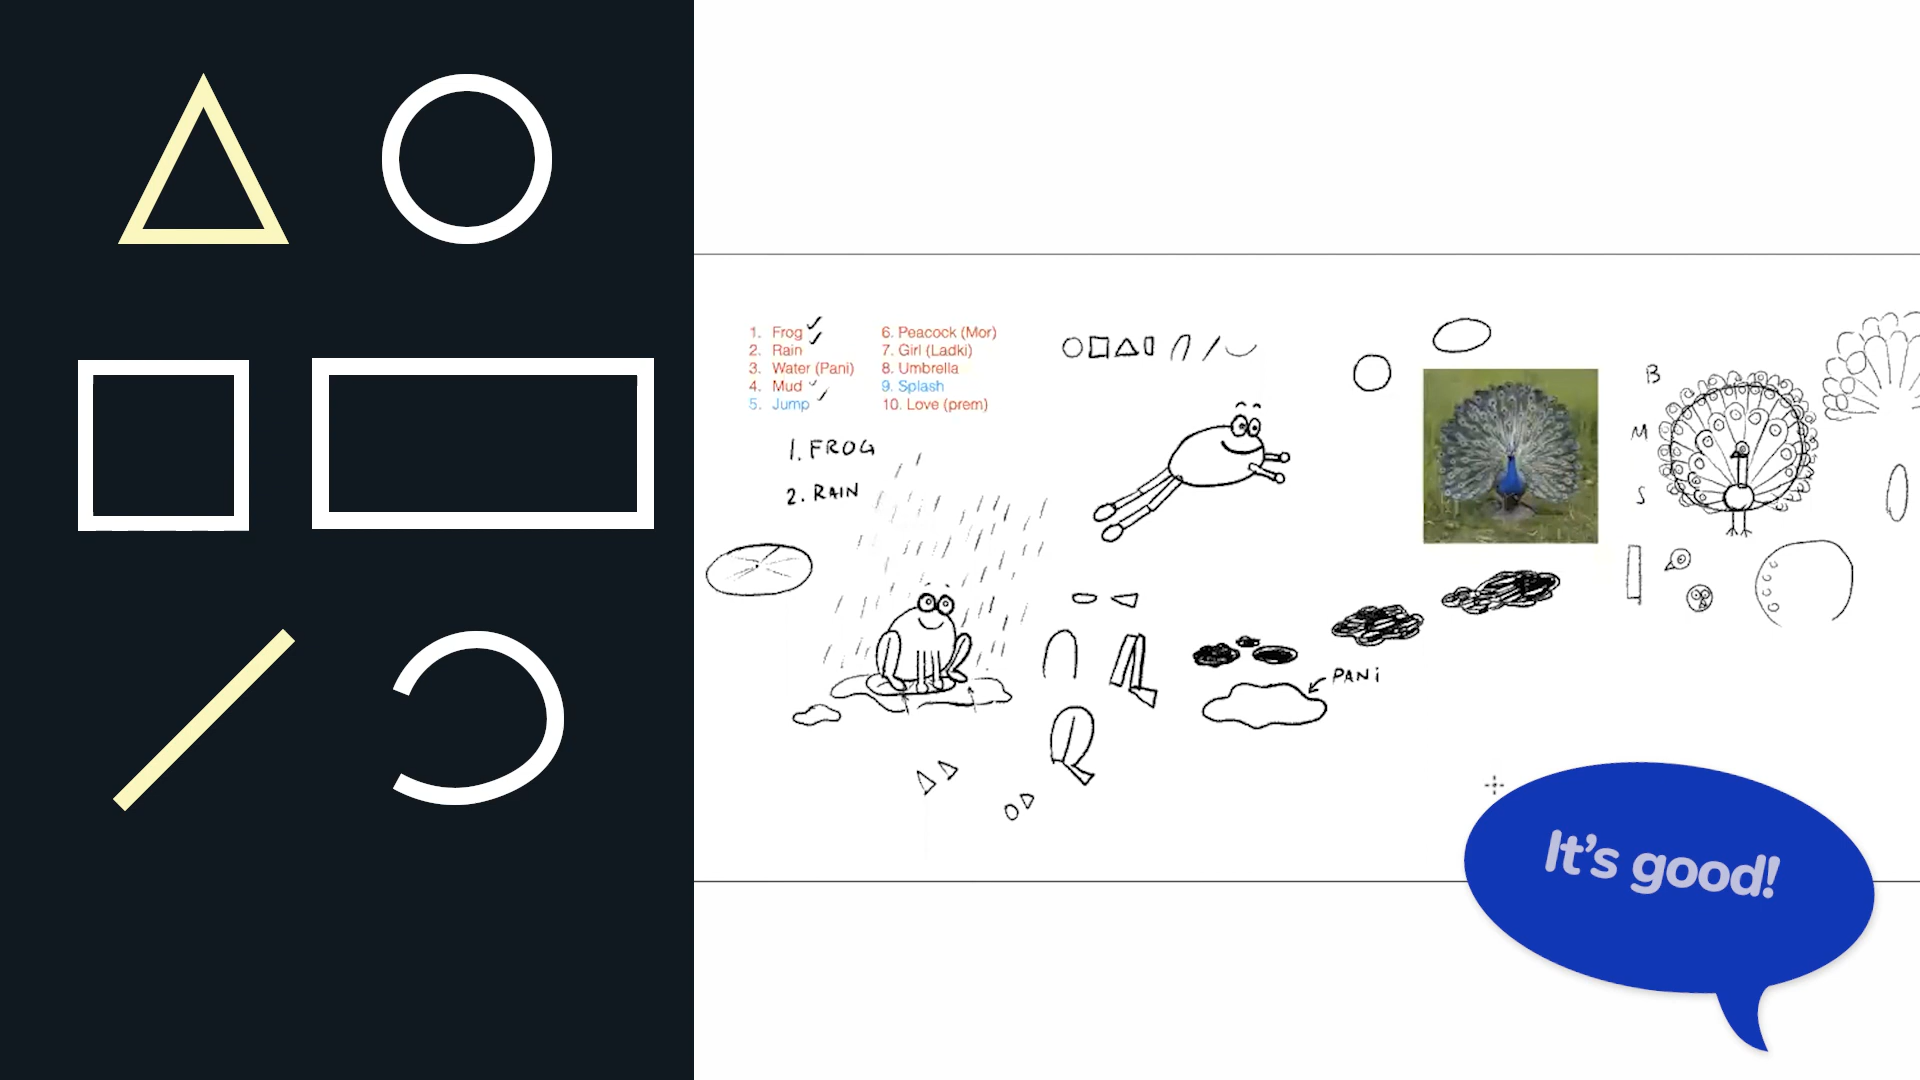 1. Frog
2. Rain
3. Water (Pani)
4. Mud
5. Jump
6. Peacock (Mor)
7. Girl (Ladki)
8. Umbrella
9. Splash
10. Love (prem)
1. FROG
2. RAIN
B
M
S
PANi
It's good!